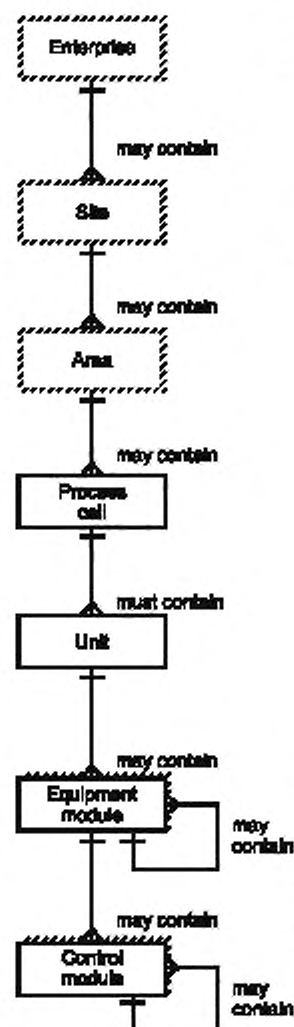 Enterprise
may contain
Site
may contain
Area
may contain
Process
cell
must contain
Unit
may contain
Equipment
module
may
contain
may contain
Control
module
may
contain